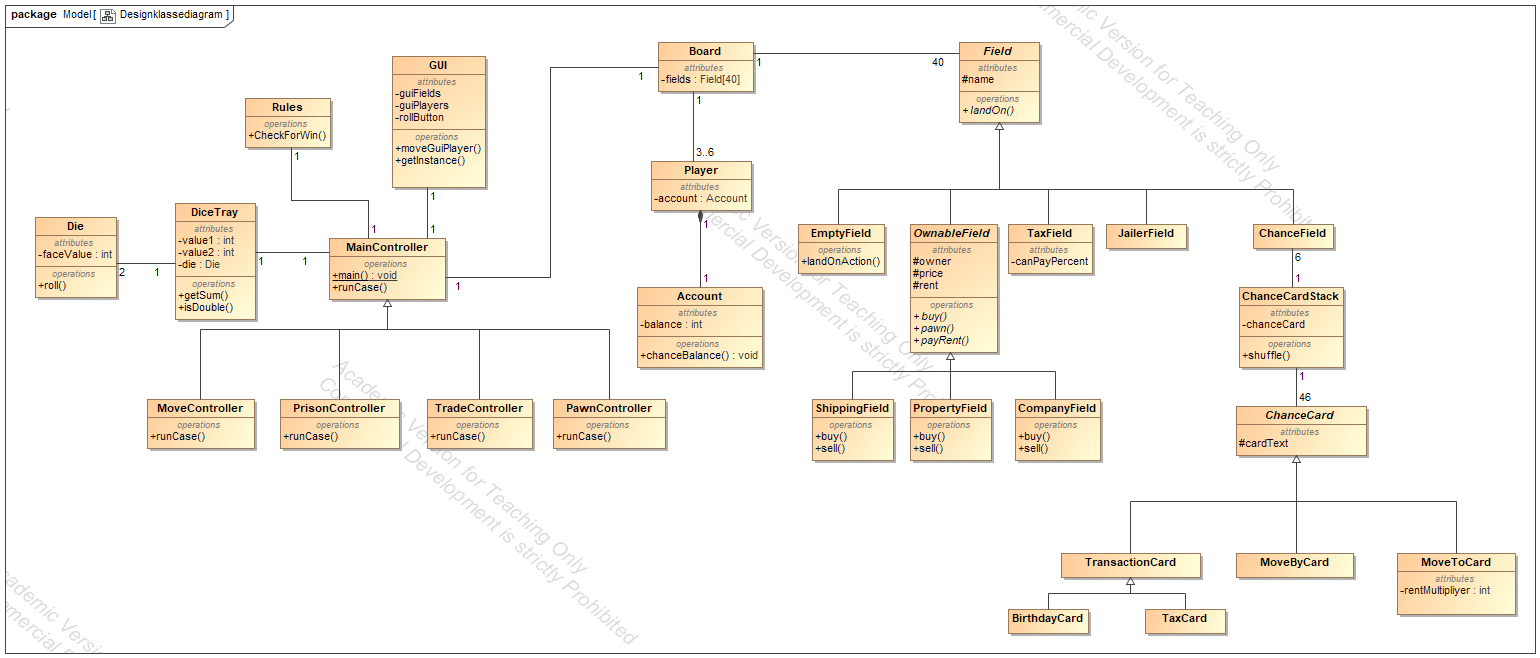 package Model [ Designklassediagram ]
Rules
operations
+CheckForWin()
1
GUI
attributes
-guiFields
-guiPlayers
-rollButton
operations
+moveGuiPlayer()
+getInstance()
1
Board
attributes
-fields : Field[40]
1
1
40
1
Field
attributes
#name
operations
+landOn()
Die
attributes
-faceValue : int
operations
+roll()
2
1
DiceTray
attributes
-value1 : int
-value2 : int
-die : Die
operations
+getSum()
+isDouble()
1
1
1
1
MainController
operations
+main() : void
+runCase()
1
3..6
Player
attributes
-account : Account
1
1
Account
attributes
-balance : int
operations
+chanceBalance() : void
EmptyField
operations
+landOnAction()
OwnableField
attributes
#owner
#price
#rent
operations
+buy()
+pawn()
+payRent()
TaxField
attributes
-canPayPercent
JailerField
ChanceField
6
1
ChanceCardStack
attributes
-chanceCard
operations
+shuffle()
1
46
MoveController
operations
+runCase()
PrisonController
operations
+runCase()
TradeController
operations
+runCase()
PawnController
operations
+runCase()
ShippingField
operations
+buy()
+sell()
PropertyField
operations
+buy()
+sell()
CompanyField
operations
+buy()
+sell()
ChanceCard
attributes
#cardText
TransactionCard
MoveByCard
MoveToCard
attributes
-rentMultipliyer : int
BirthdayCard
TaxCard
Academic Version for Teaching Only
Commercial Development is strictly Prohibited